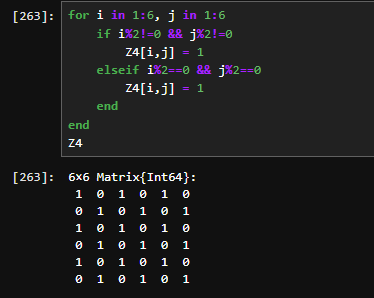 [263]: for i in 1:6, j in 1:6
if i%2!=0 && j%2!=0
Z4[i,j] = 1
elseif i%2==0 && j%2==0
Z4[i,j] = 1
end
end
Z4
[263]: 6×6 Matrix{Int64}:
1 0 1 0 1 0
0 1 0 1 0 1
1 0 1 0 1 0
0 1 0 1 0 1
1 0 1 0 1 0
0 1 0 1 0 1